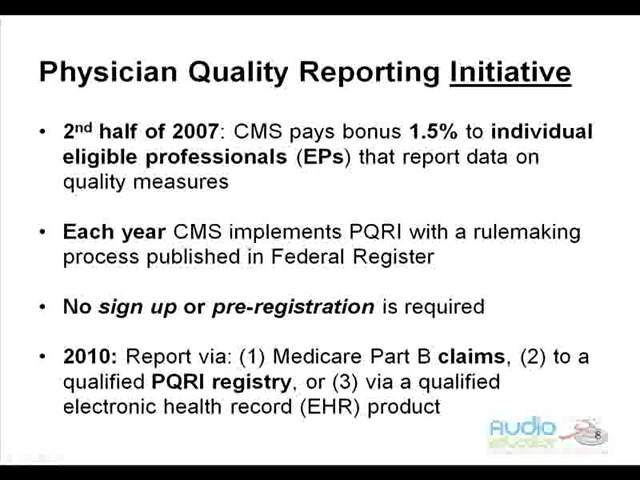 Physician Quality Reporting Initiative
• 2nd half of 2007: CMS pays bonus 1.5% to individual
eligible professionals (EPs) that report data on
quality measures
• Each year CMS implements PQRI with a rulemaking
process published in Federal Register
• No sign up or pre-registration is required
• 2010: Report via: (1) Medicare Part B claims, (2) to a
qualified PQRI registry, or (3) via a qualified
electronic health record (EHR) product
AUDIO
educator
8